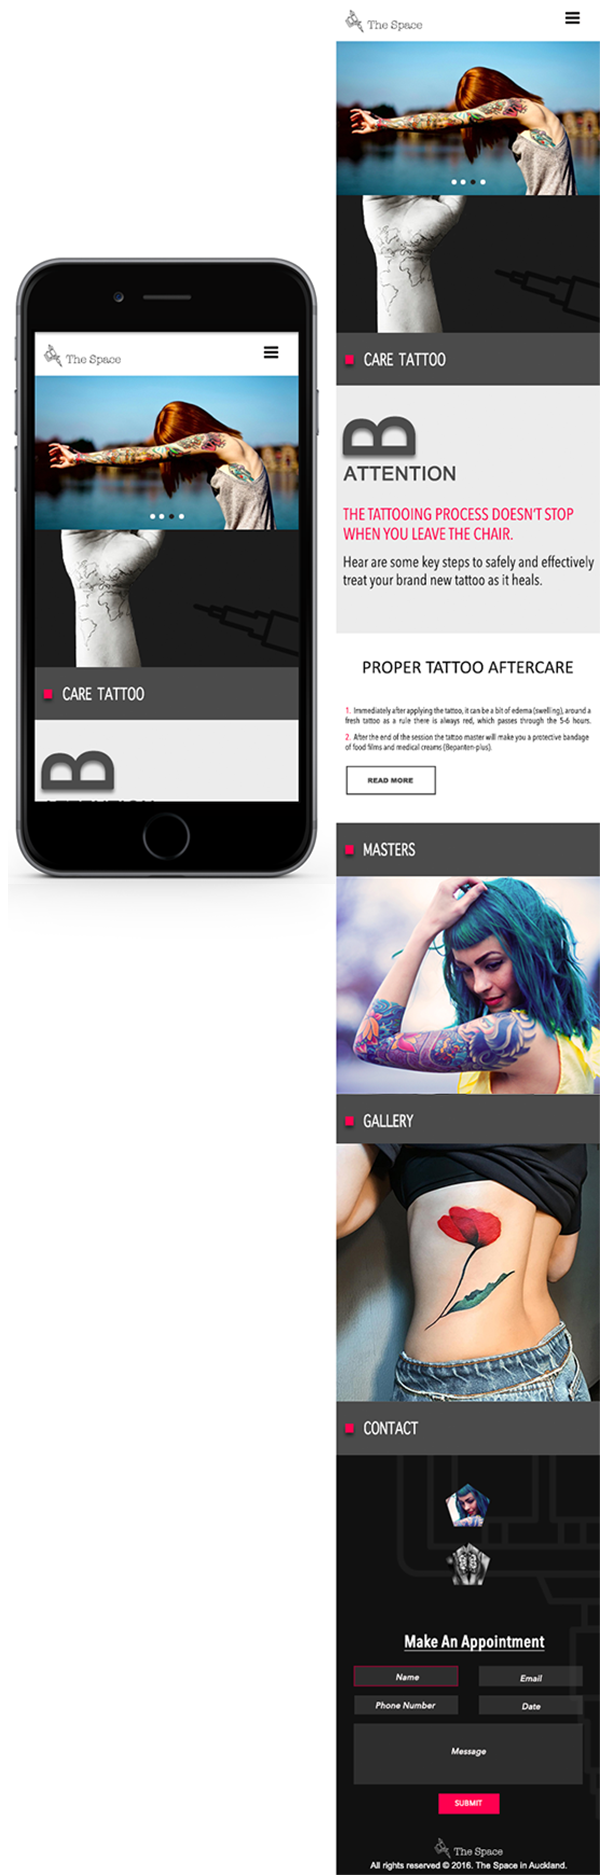 The Space
CARE TATTOO
B
The Space
CARE TATTOO
B
ATTENTION
THE TATTOOING PROCESS DOESN'T STOP
WHEN YOU LEAVE THE CHAIR.
Hear are some key steps to safely and effectively
treat your brand new tattoo as it heals.
PROPER TATTOO AFTERCARE
1. Immediately after applying the tattoo, it can be a bit of edema (swelling), around a
fresh tattoo as a rule there is always red, which passes through the 5-6 hours.
2. After the end of the session the tattoo master will make you a protective bandage
of food films and medical creams (Bepanten-plus).
READ MORE
MASTERS
GALLERY
CONTACT
Make An Appointment
Name
Email
Phone Number
Date
Message
SUBMIT
The Space
All rights reserved © 2016. The Space in Auckland.